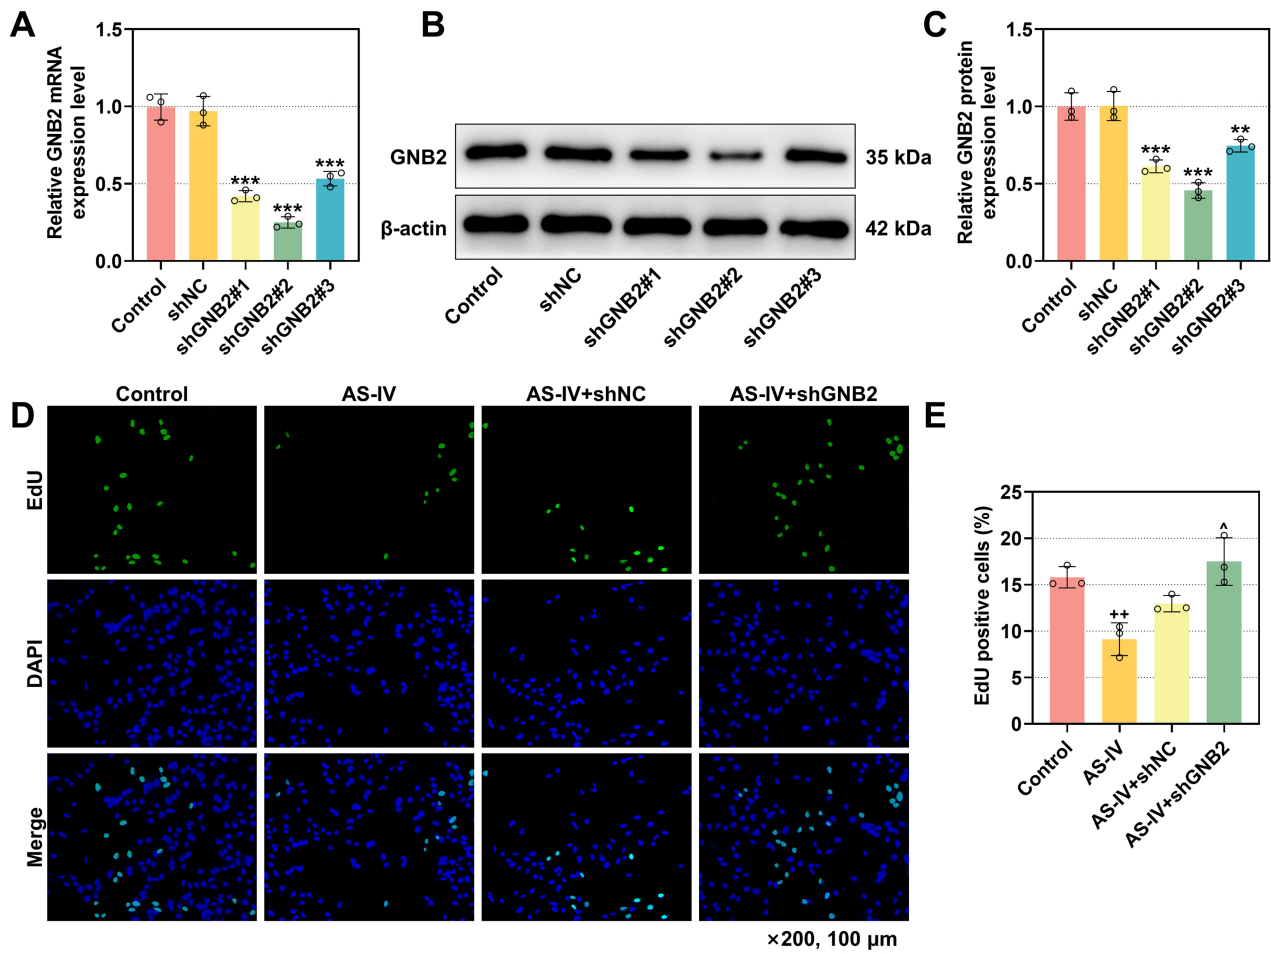 A
Relative GNB2 mRNA
expression level
1.5
1.0
0.5
0.0
***
***
***
Control
shNC
shGNB2#1
shGNB2#2
shGNB2#3
B
GNB2
35 kDa
β-actin
42 kDa
Control
shNC
shGNB2#1
shGNB2#2
shGNB2#3
C
Relative GNB2 protein
expression level
1.5
1.0
0.5
0.0
***
***
**
Control
shNC
shGNB2#1
shGNB2#2
shGNB2#3
D
Control
AS-IV
AS-IV+shNC
AS-IV+shGNB2
EdU
DAPI
Merge
×200, 100 μm
E
EdU positive cells (%)
25
20
15
10
5
0
++
^
Control
AS-IV
AS-IV+shNC
AS-IV+shGNB2